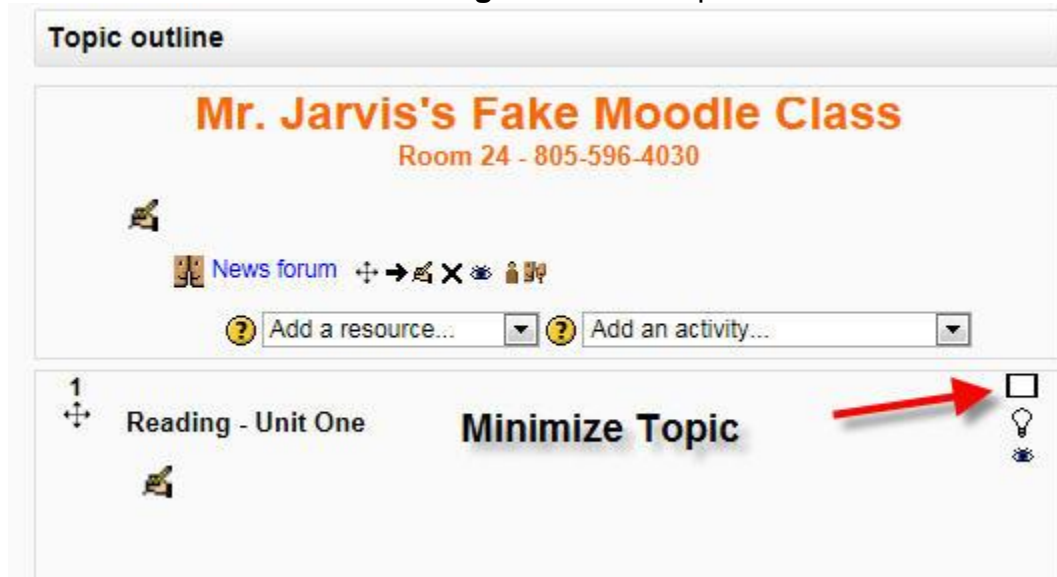 Topic outline
Mr. Jarvis's Fake Moodle Class
Room 24 - 805-596-4030
News forum
Add a resource... Add an activity...
1
Reading - Unit One Minimize Topic